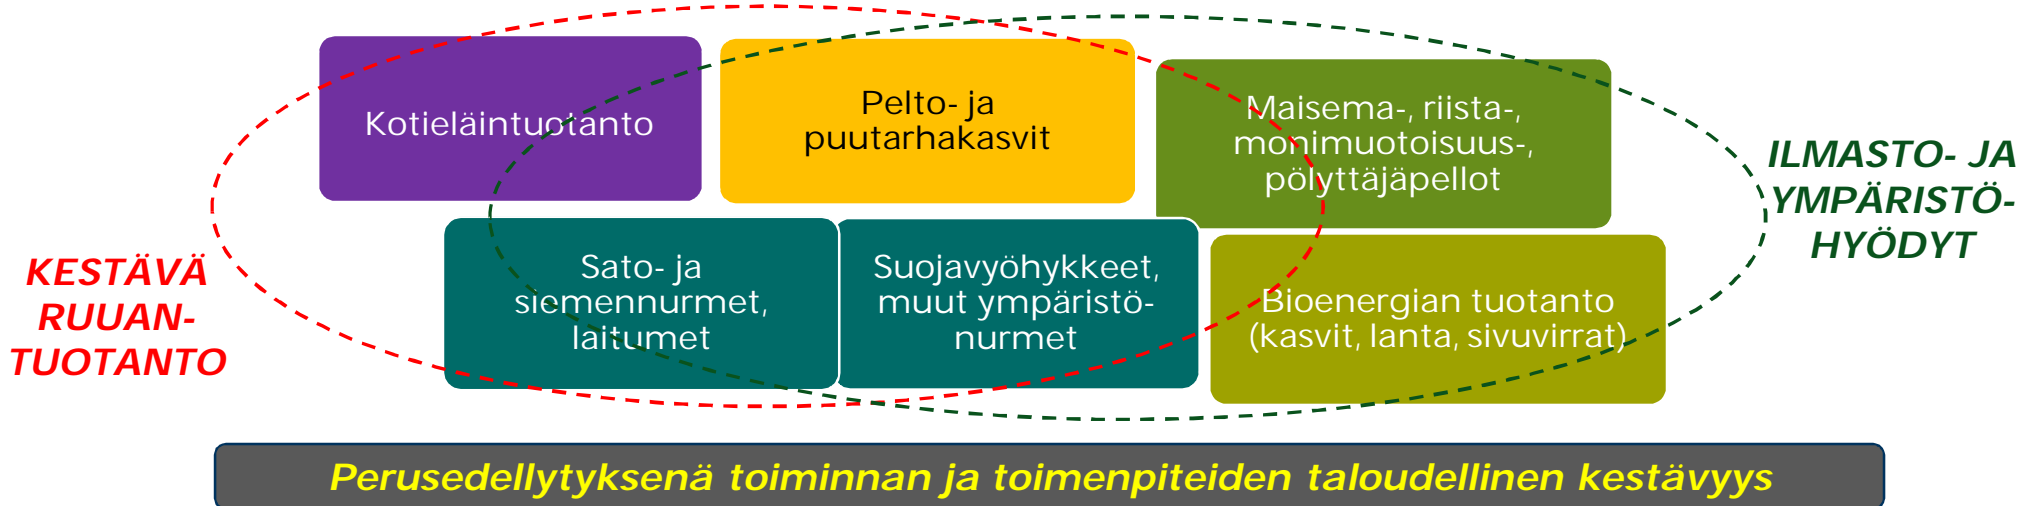 Kotieläintuotanto
Pelto- ja
puutarhakasvit
Maisema-, riista-,
monimuotoisuus-,
pölyttäjäpellot
ILMASTO- JA
YMPÄRISTÖ-
HYÖDYT
KESTÄVÄ
RUUAN-
TUOTANTO
Sato- ja
siemennurmet,
laitumet
Suojavyöhykkeet,
muut ympäristö-
nurmet
Bioenergian tuotanto
(kasvit, lanta, sivuvirrat)
Perusedellytyksenä toiminnan ja toimenpiteiden taloudellinen kestävyys